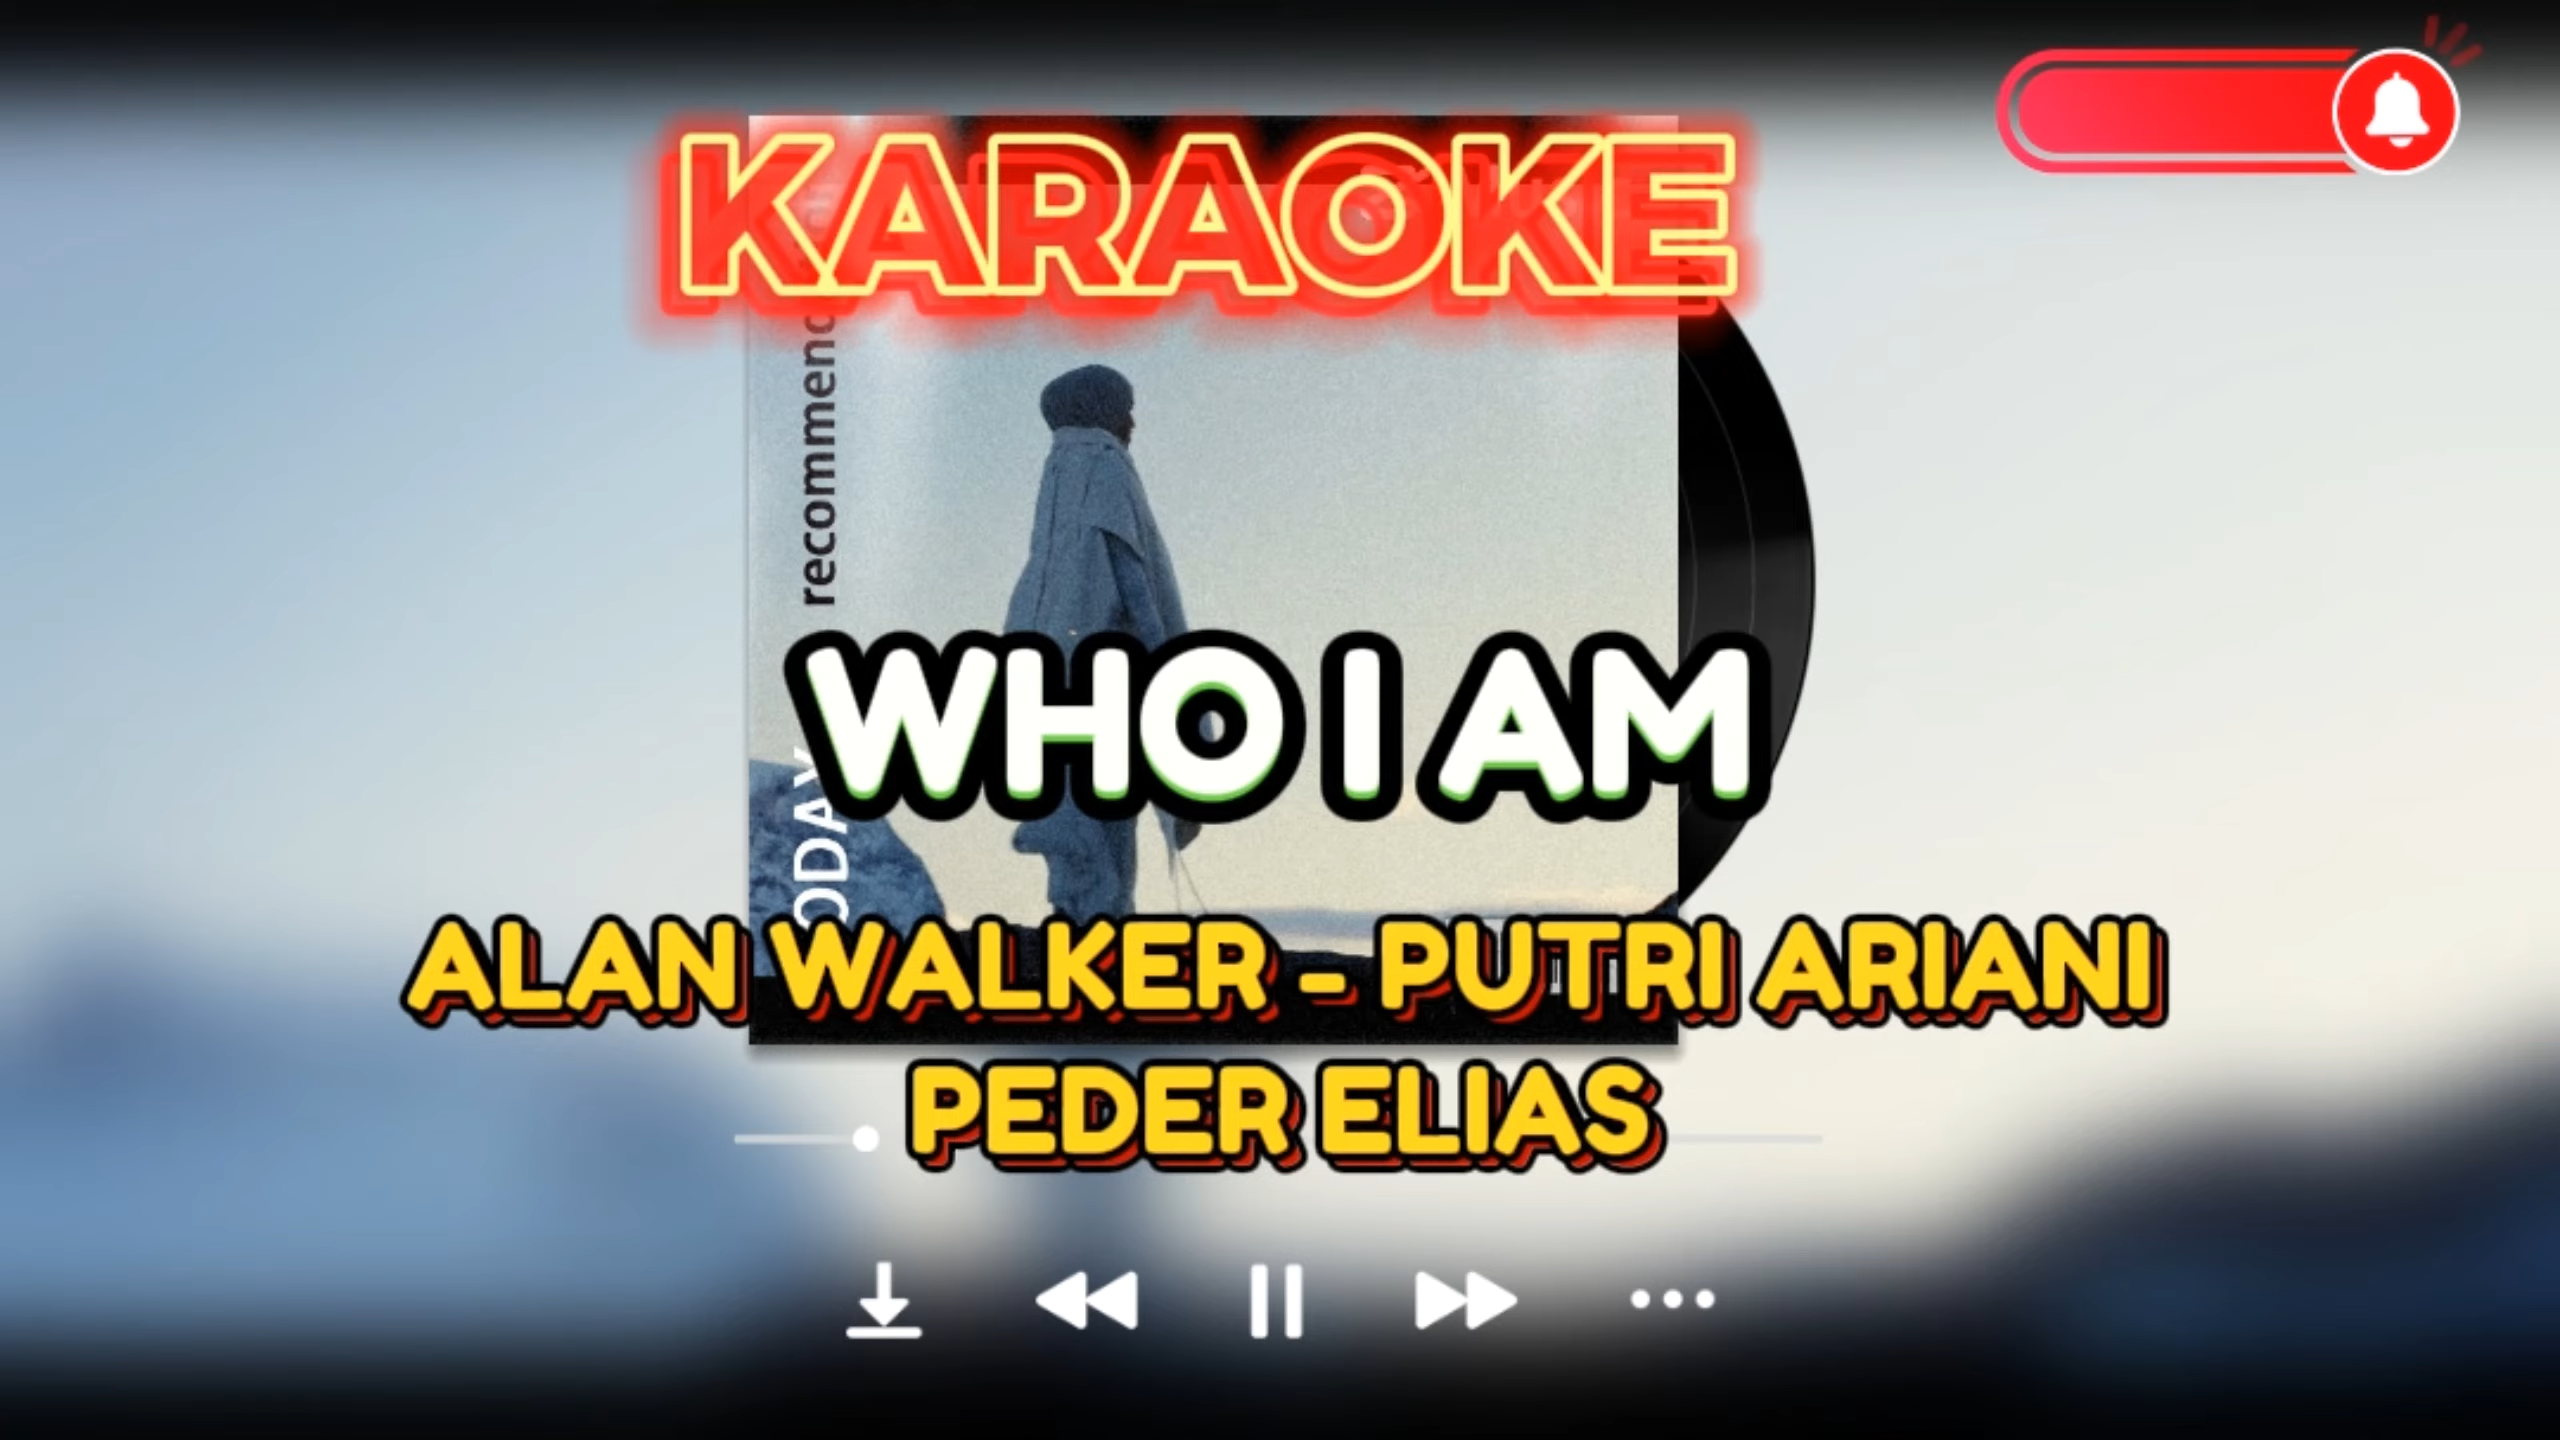 KARAOKE
recommend
WHO I AM
ODAY
ALAN WALKER - PUTRI ARIANI
PEDER ELIAS